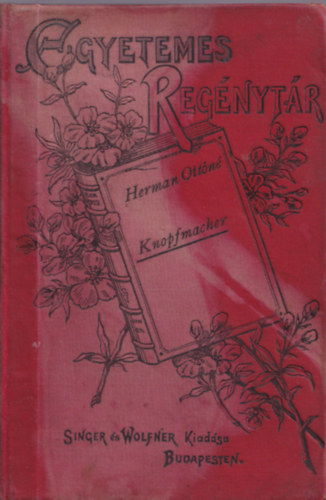 EGYETEMES
REGÉNYTÁR
Herman Ottóné
Knopfmacher
SINGER és WOLFNER Kiadása
BUDAPESTEN.